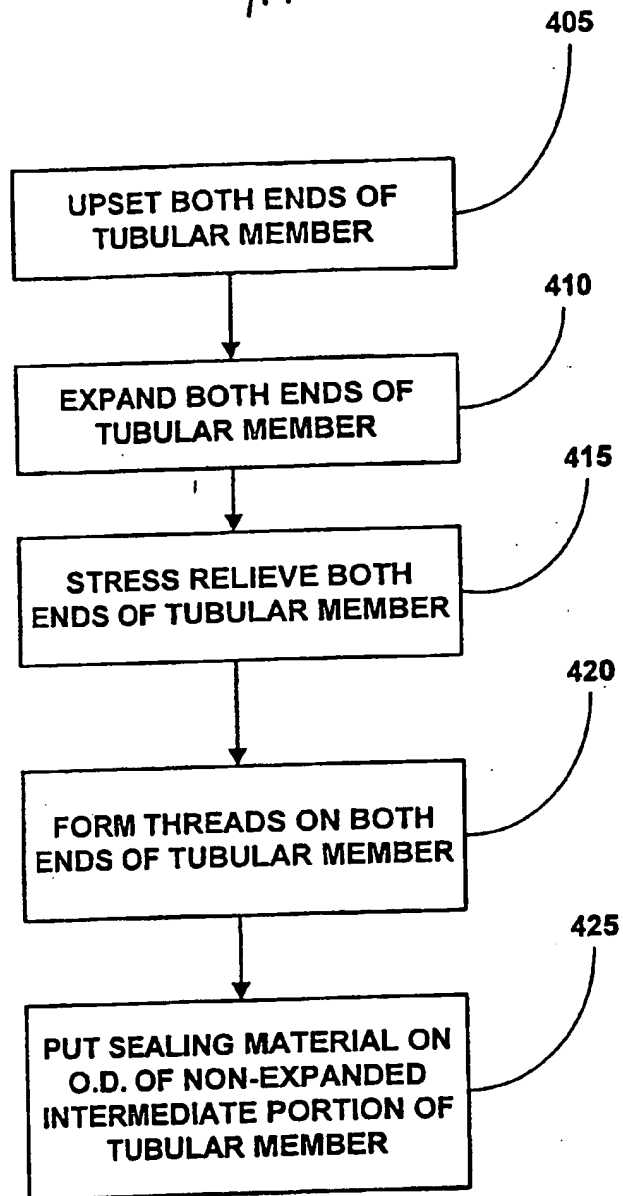 405
UPSET BOTH ENDS OF
TUBULAR MEMBER
410
EXPAND BOTH ENDS OF
TUBULAR MEMBER
415
STRESS RELIEVE BOTH
ENDS OF TUBULAR MEMBER
420
FORM THREADS ON BOTH
ENDS OF TUBULAR MEMBER
425
PUT SEALING MATERIAL ON
O.D. OF NON-EXPANDED
INTERMEDIATE PORTION OF
TUBULAR MEMBER